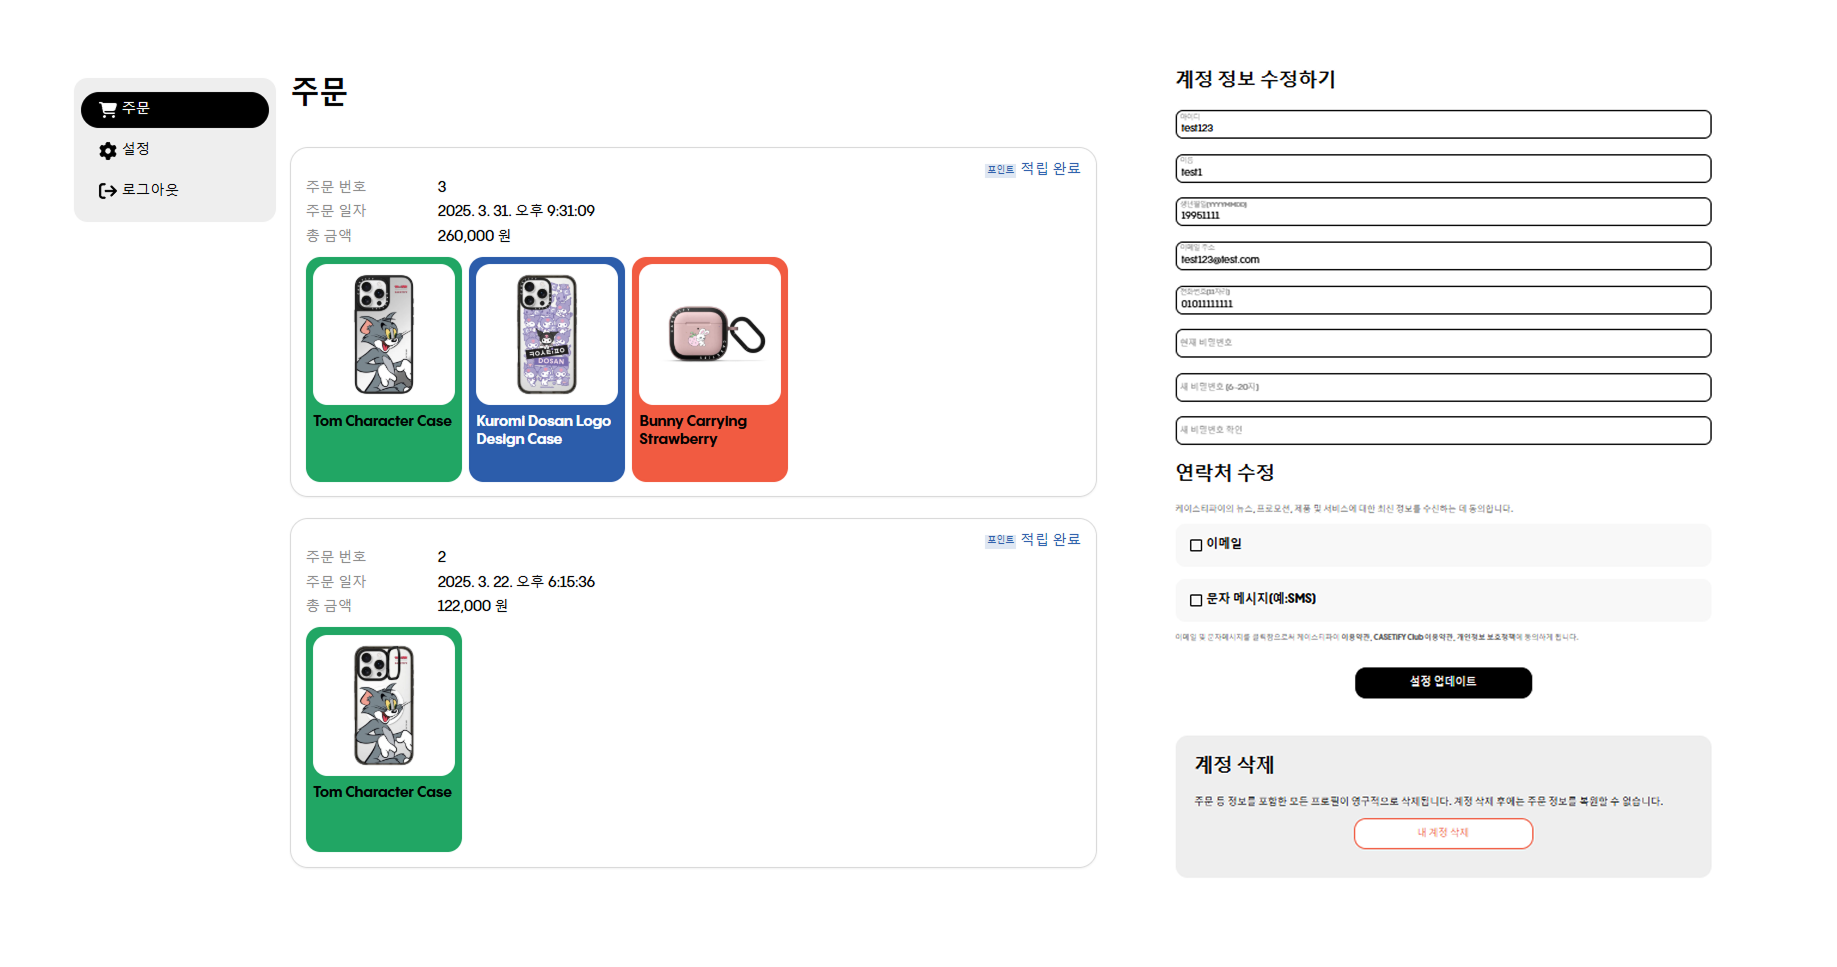 주문
설정
로그아웃
주문
포인트 적립 완료
주문 번호 3
주문 일자 2025. 3. 31. 오후 9:31:09
총 금액 260,000 원
Tom Character Case
Kuromi Dosan Logo
Design Case
Bunny Carrying
Strawberry
포인트 적립 완료
주문 번호 2
주문 일자 2025. 3. 22. 오후 6:15:36
총 금액 122,000 원
Tom Character Case
계정 정보 수정하기
아이디
test123
이름
test1
생년월일(YYYYMMDD)
19951111
이메일 주소
test123@test.com
전화번호(11자리)
01011111111
현재 비밀번호
새 비밀번호 (6-20자)
새 비밀번호 확인
연락처 수정
케이스티파이의 뉴스, 프로모션, 제품 및 서비스에 대한 최신 정보를 수신하는 데 동의합니다.
이메일
문자 메시지(예:SMS)
이메일 및 문자메시지를 클릭함으로써 케이스티파이 이용약관, CASETiFY Club 이용약관, 개인정보 보호정책에 동의하게 됩니다.
설정 업데이트
계정 삭제
주문 등 정보를 포함한 모든 프로필이 영구적으로 삭제됩니다. 계정 삭제 후에는 주문 정보를 복원할 수 없습니다.
내 계정 삭제